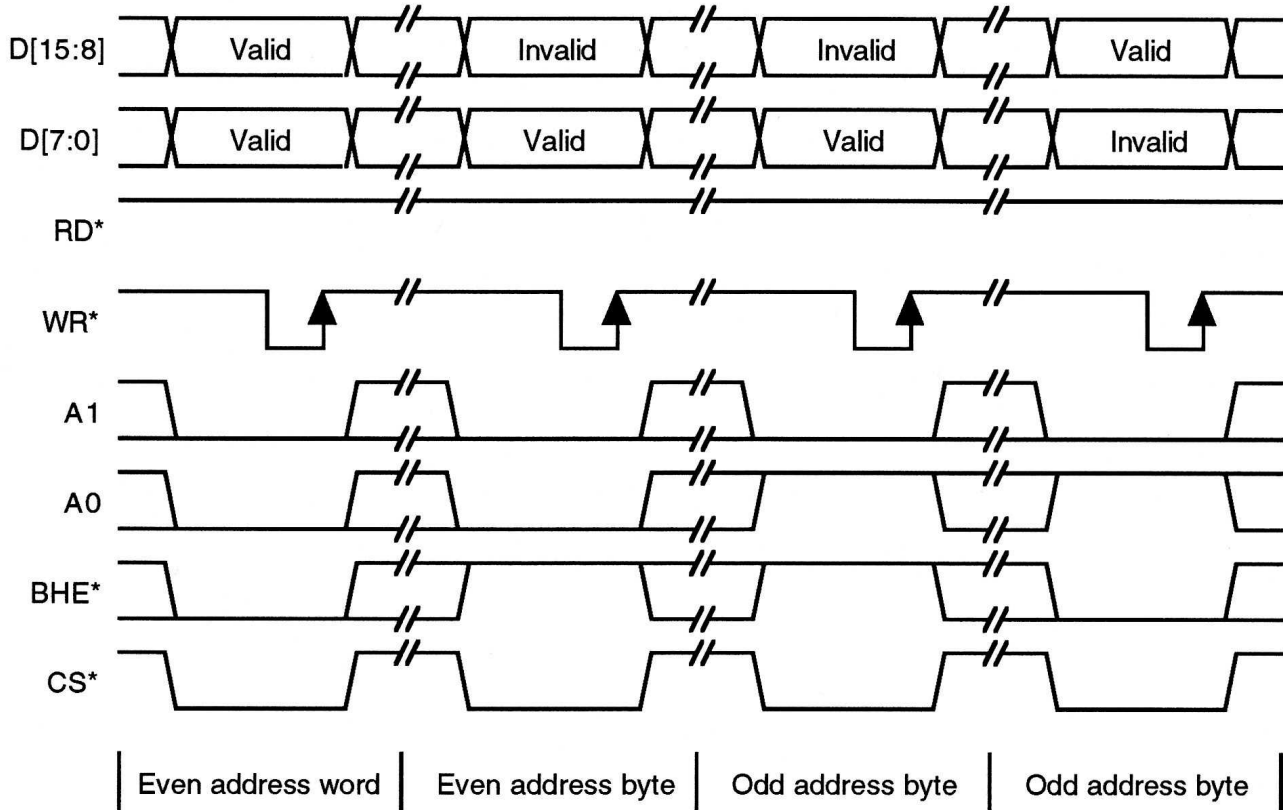 D[15:8] Valid Invalid Invalid Valid
D[7:0] Valid Valid Valid Invalid
RD*
WR*
A1
A0
BHE*
CS*
Even address word Even address byte Odd address byte Odd address byte